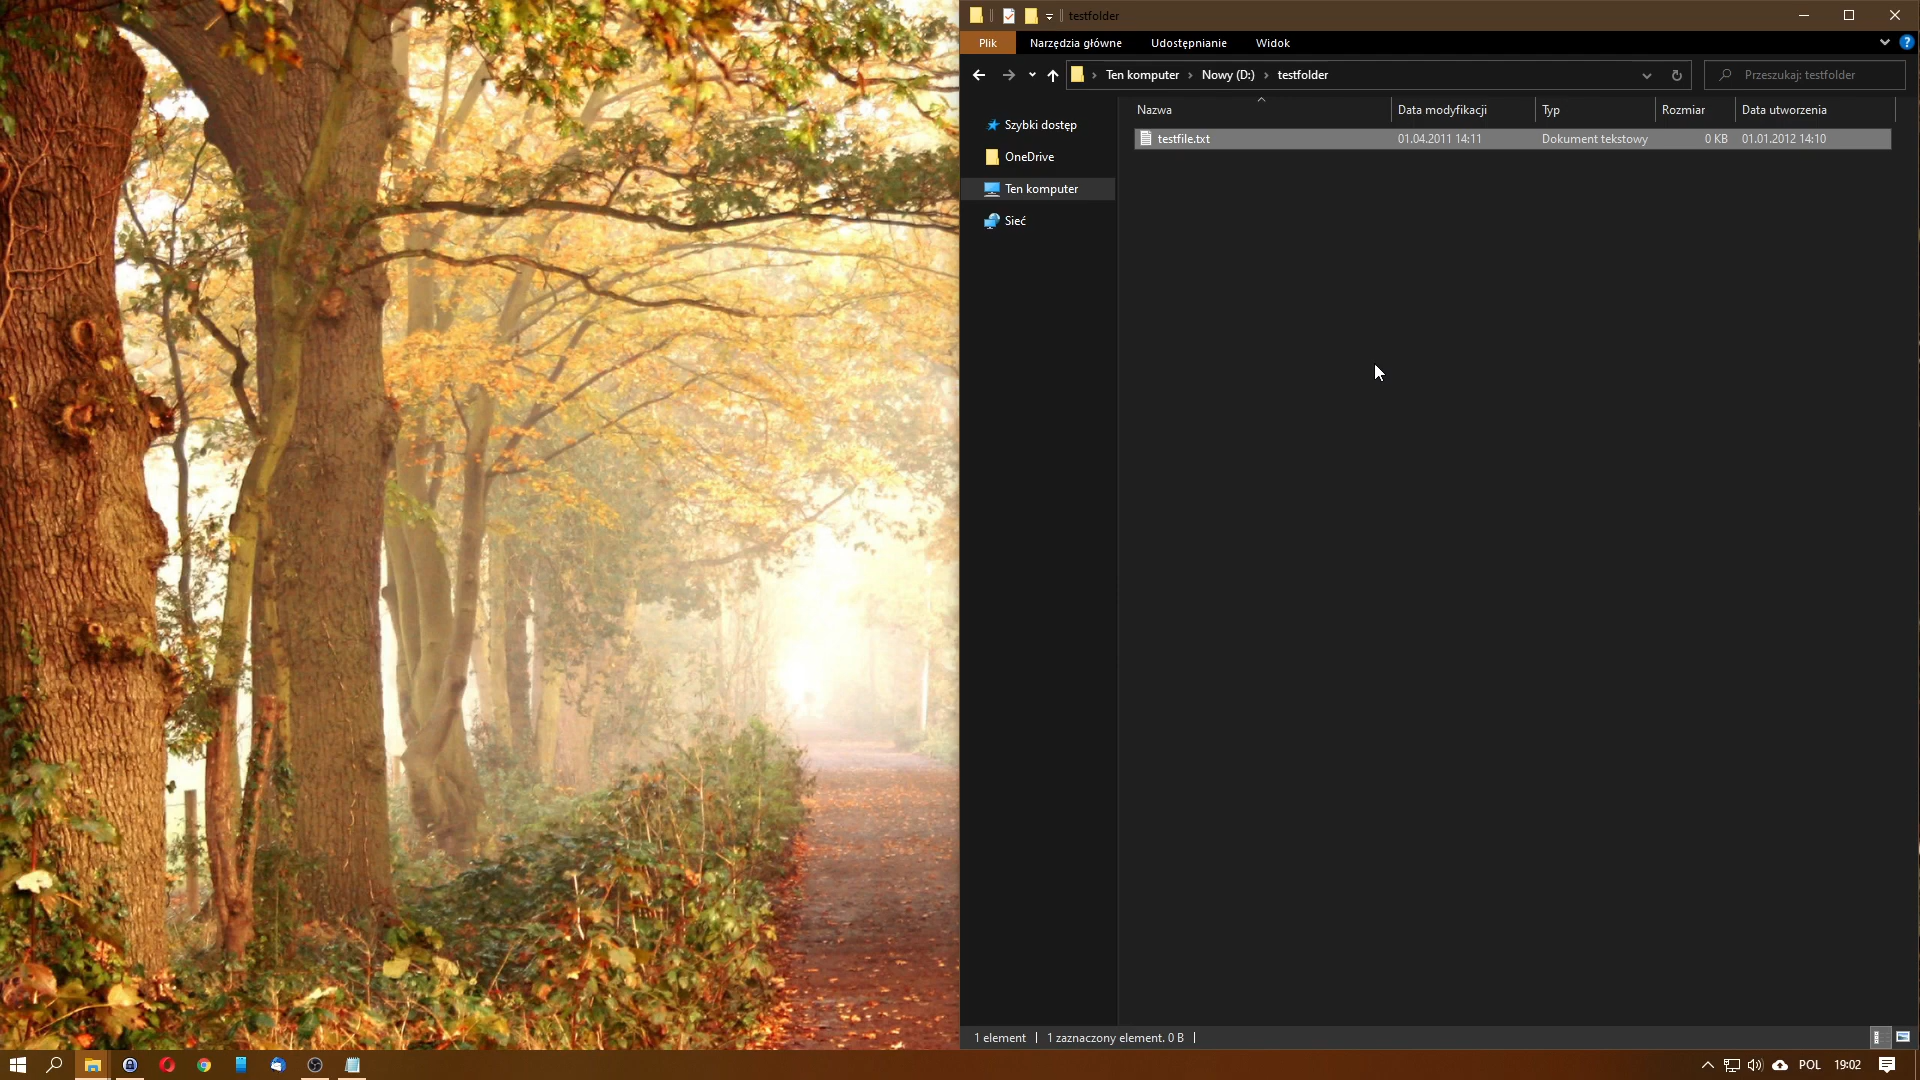 testfolder
Plik Narzędzia główne Udostępnianie Widok
Ten komputer Nowy (D:) testfolder Przeszukaj: testfolder
Nazwa Data modyfikacji Typ Rozmiar Data utworzenia
testfile.txt 01.04.2011 14:11 Dokument tekstowy 0 KB 01.01.2012 14:10
Szybki dostęp
OneDrive
Ten komputer
Sieć
1 element 1 zaznaczony element. 0 B
POL 19:02